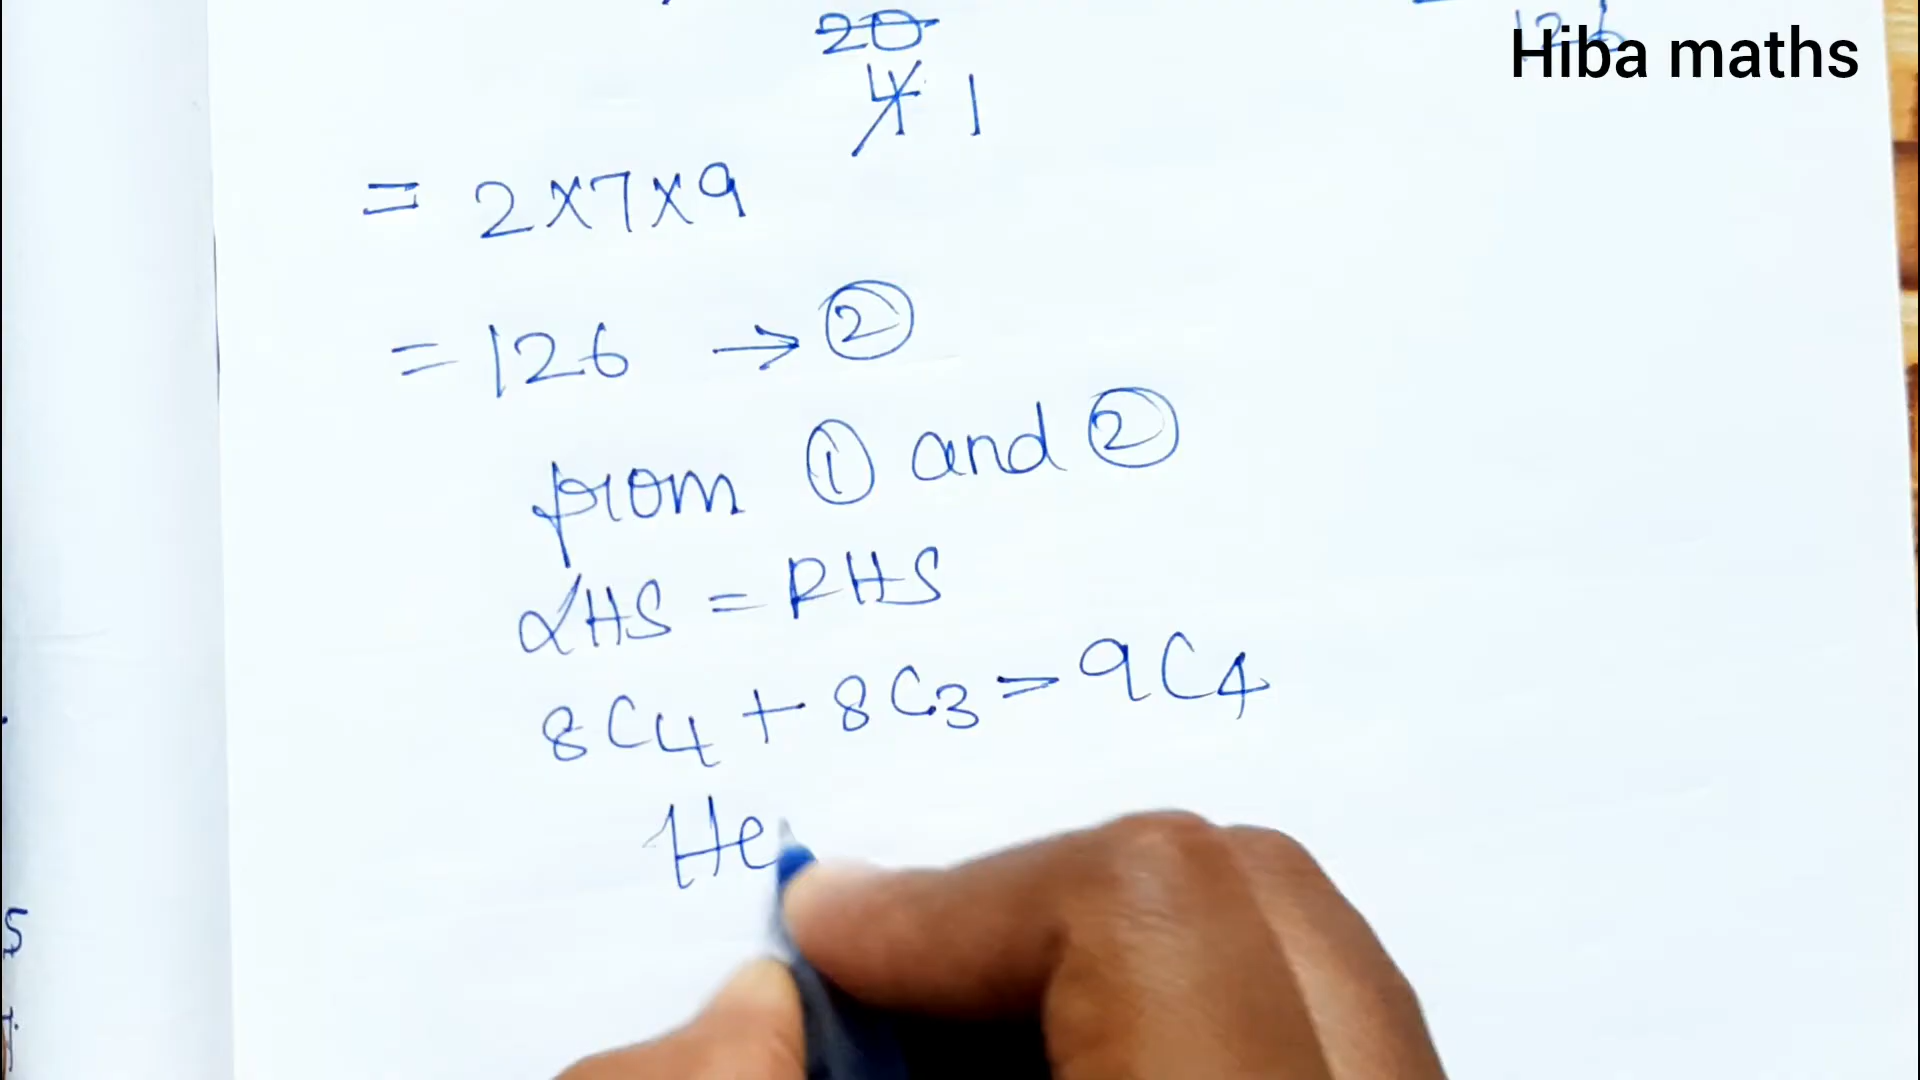 20
4 1
Hiba maths
= 2×7×9
= 126 → ②
from ① and ②
LHS = RHS
8C4 + 8C3 = 9C4
He
5